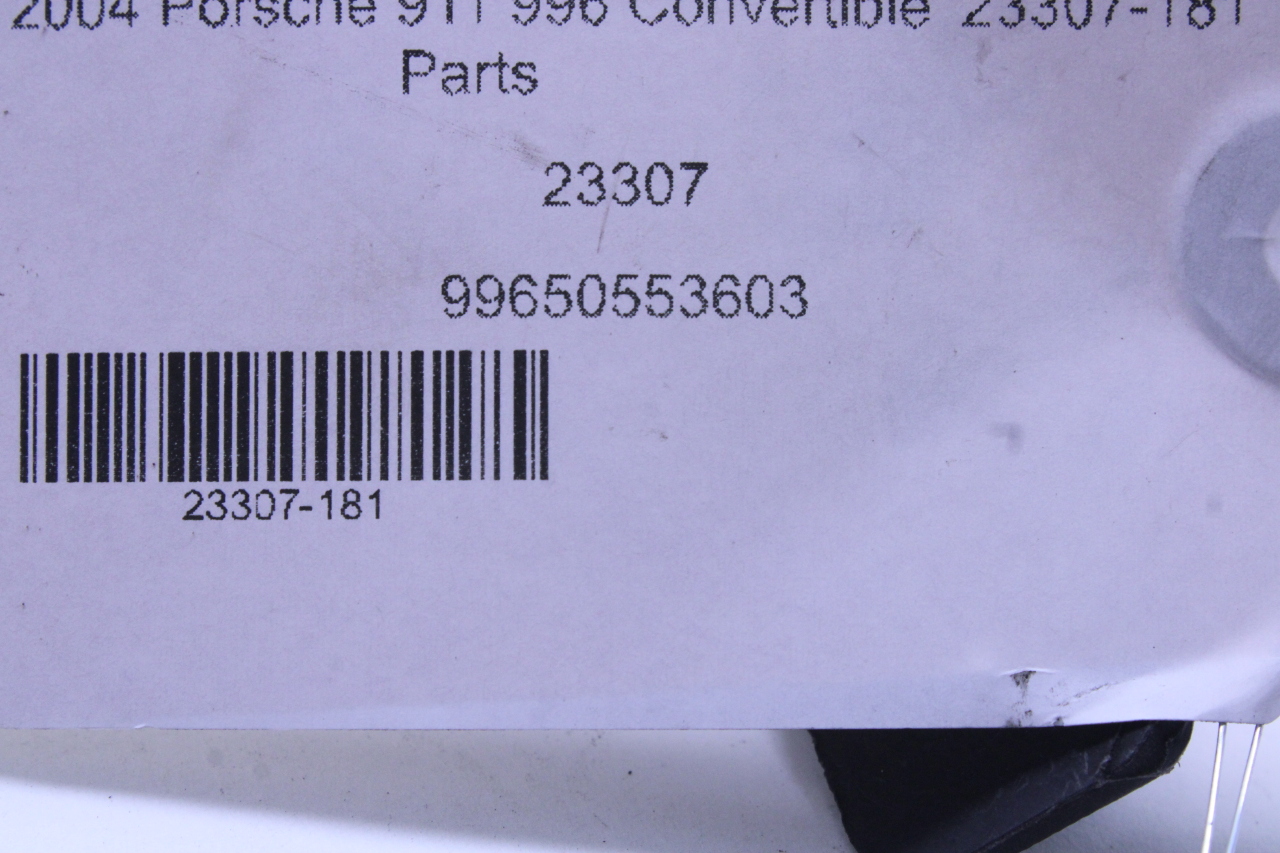 2004 Porsche 911 996 Convertible 23307-181
Parts
23307
99650553603
23307-181